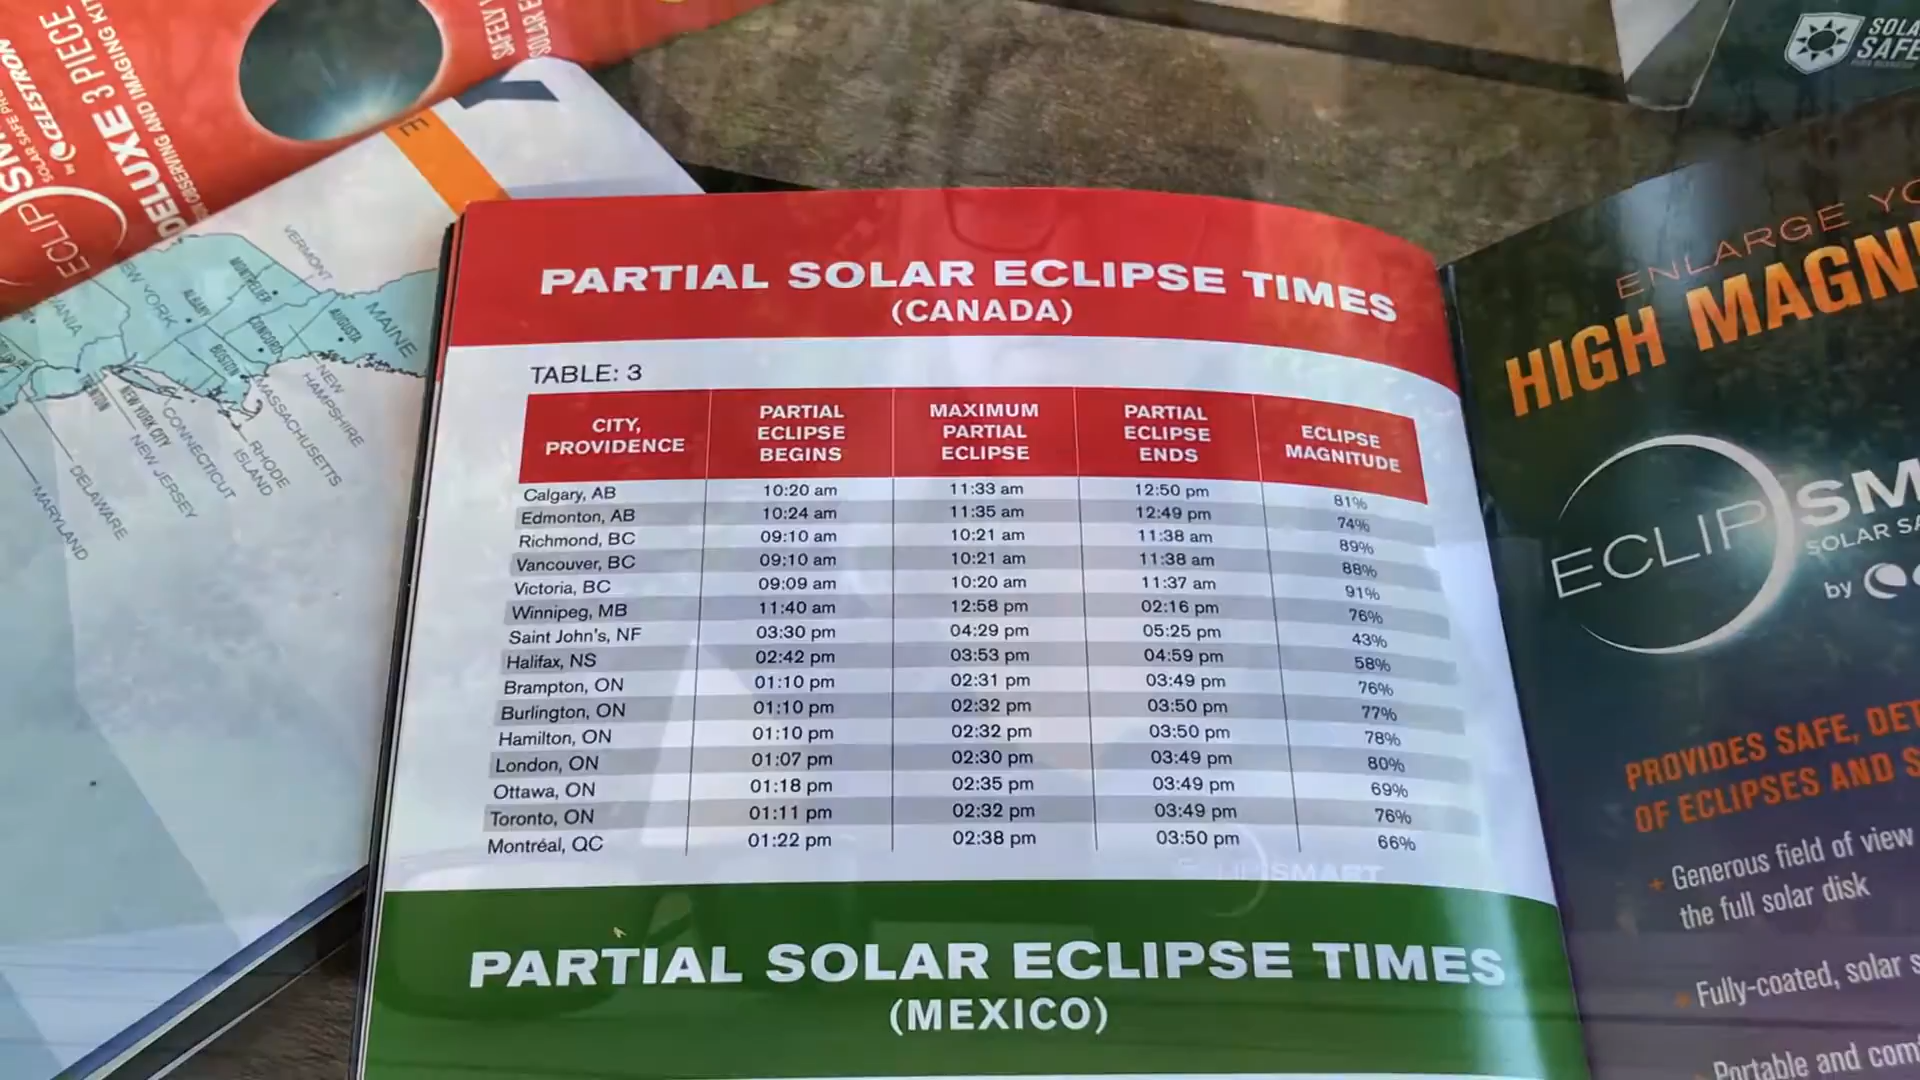 SOLAR SAFE PRO
BY CELESTRON
DELUXE 3 PIECE
OBSERVING AND IMAGING KIT
SAFELY
VERMONT
MAINE
MONTPELIER
NEW YORK
ALBANY
CONCORD
AUGUSTA
BOSTON
NEW
HAMPSHIRE
MASSACHUSETTS
RHODE
ISLAND
CONNECTICUT
NEW YORK CITY
NEW JERSEY
DELAWARE
MARYLAND
PARTIAL SOLAR ECLIPSE TIMES
(CANADA)
TABLE: 3
CITY, PROVIDENCE PARTIAL ECLIPSE BEGINS MAXIMUM PARTIAL ECLIPSE PARTIAL ECLIPSE ENDS ECLIPSE MAGNITUDE
Calgary, AB 10:20 am 11:33 am 12:50 pm 81%
Edmonton, AB 10:24 am 11:35 am 12:49 pm 74%
Richmond, BC 09:10 am 10:21 am 11:38 am 89%
Vancouver, BC 09:10 am 10:21 am 11:38 am 88%
Victoria, BC 09:09 am 10:20 am 11:37 am 91%
Winnipeg, MB 11:40 am 12:58 pm 02:16 pm 76%
Saint John's, NF 03:30 pm 04:29 pm 05:25 pm 43%
Halifax, NS 02:42 pm 03:53 pm 04:59 pm 58%
Brampton, ON 01:10 pm 02:31 pm 03:49 pm 76%
Burlington, ON 01:10 pm 02:32 pm 03:50 pm 77%
Hamilton, ON 01:10 pm 02:32 pm 03:50 pm 78%
London, ON 01:07 pm 02:30 pm 03:49 pm 80%
Ottawa, ON 01:18 pm 02:35 pm 03:49 pm 69%
Toronto, ON 01:11 pm 02:32 pm 03:49 pm 76%
Montréal, QC 01:22 pm 02:38 pm 03:50 pm 66%
PARTIAL SOLAR ECLIPSE TIMES
(MEXICO)
SAFE
ENLARGE
HIGH
ECLIPSM
SOLAR
by
PROVIDES SAFE,
OF ECLIPSES AND
+ Generous field of view
the full solar disk
+ Fully-coated, solar
+ Portable and